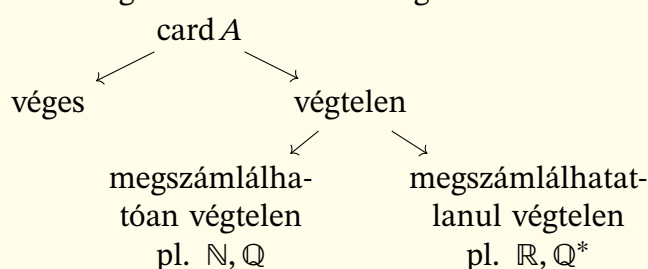 card A
véges
végtelen
megszámlálha-
tóan végtelen
pl. ℕ, ℚ
megszámlálhatat-
lanul végtelen
pl. ℝ, ℚ*